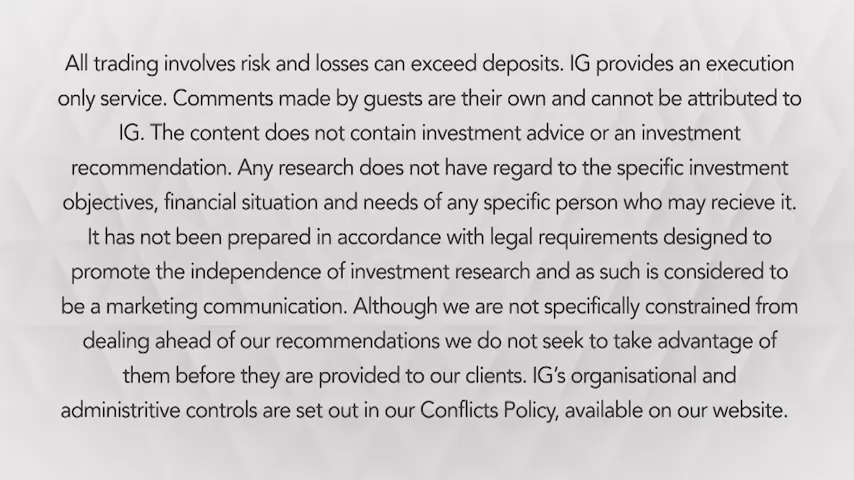 All trading involves risk and losses can exceed deposits. IG provides an execution
only service. Comments made by guests are their own and cannot be attributed to
IG. The content does not contain investment advice or an investment
recommendation. Any research does not have regard to the specific investment
objectives, financial situation and needs of any specific person who may recieve it.
It has not been prepared in accordance with legal requirements designed to
promote the independence of investment research and as such is considered to
be a marketing communication. Although we are not specifically constrained from
dealing ahead of our recommendations we do not seek to take advantage of
them before they are provided to our clients. IG's organisational and
administritive controls are set out in our Conflicts Policy, available on our website.